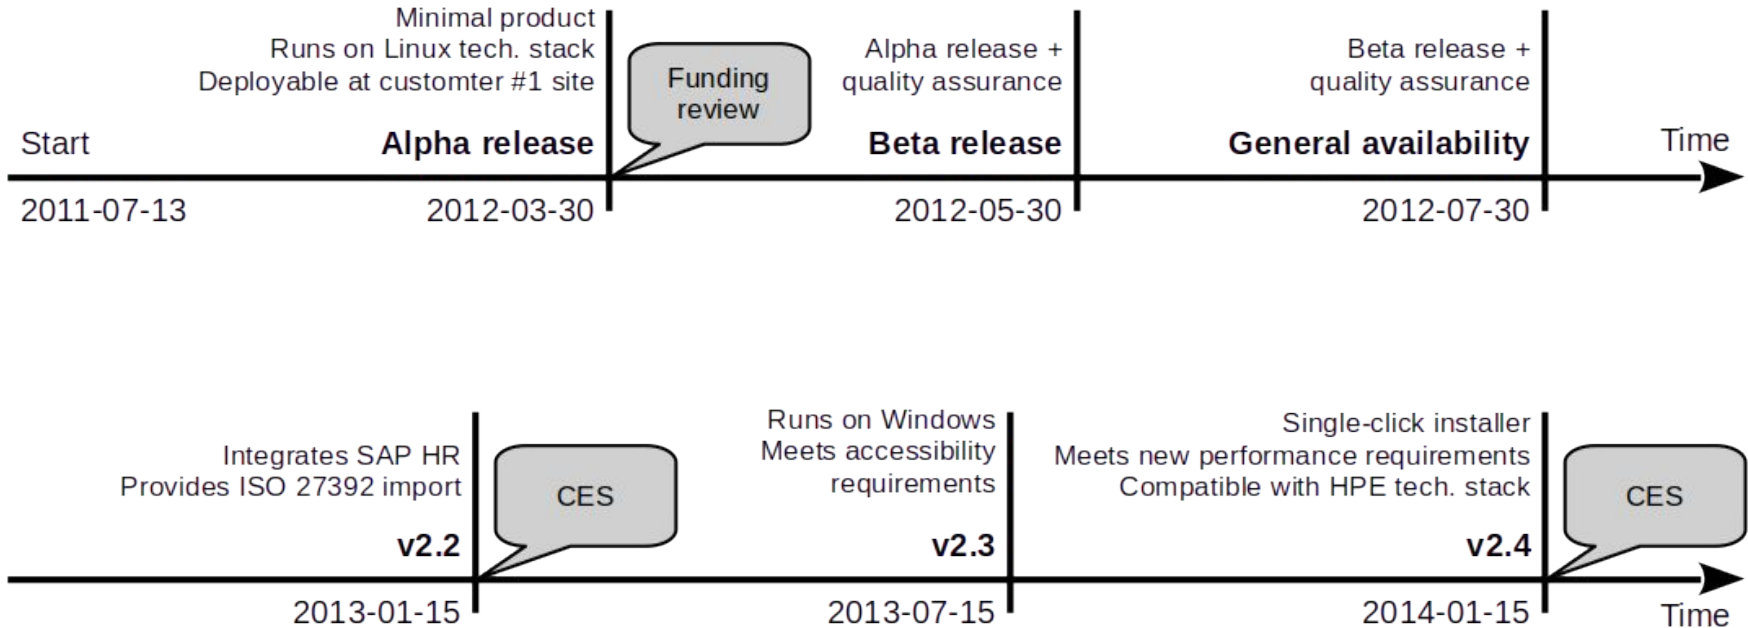 Minimal product
Runs on Linux tech. stack
Deployable at customter #1 site
Funding
review
Alpha release +
quality assurance
Beta release +
quality assurance
Start
Alpha release
Beta release
General availability
Time
2011-07-13
2012-03-30
2012-05-30
2012-07-30
Integrates SAP HR
Provides ISO 27392 import
CES
Runs on Windows
Meets accessibility
requirements
Single-click installer
Meets new performance requirements
Compatible with HPE tech. stack
CES
v2.2
v2.3
v2.4
2013-01-15
2013-07-15
2014-01-15
Time